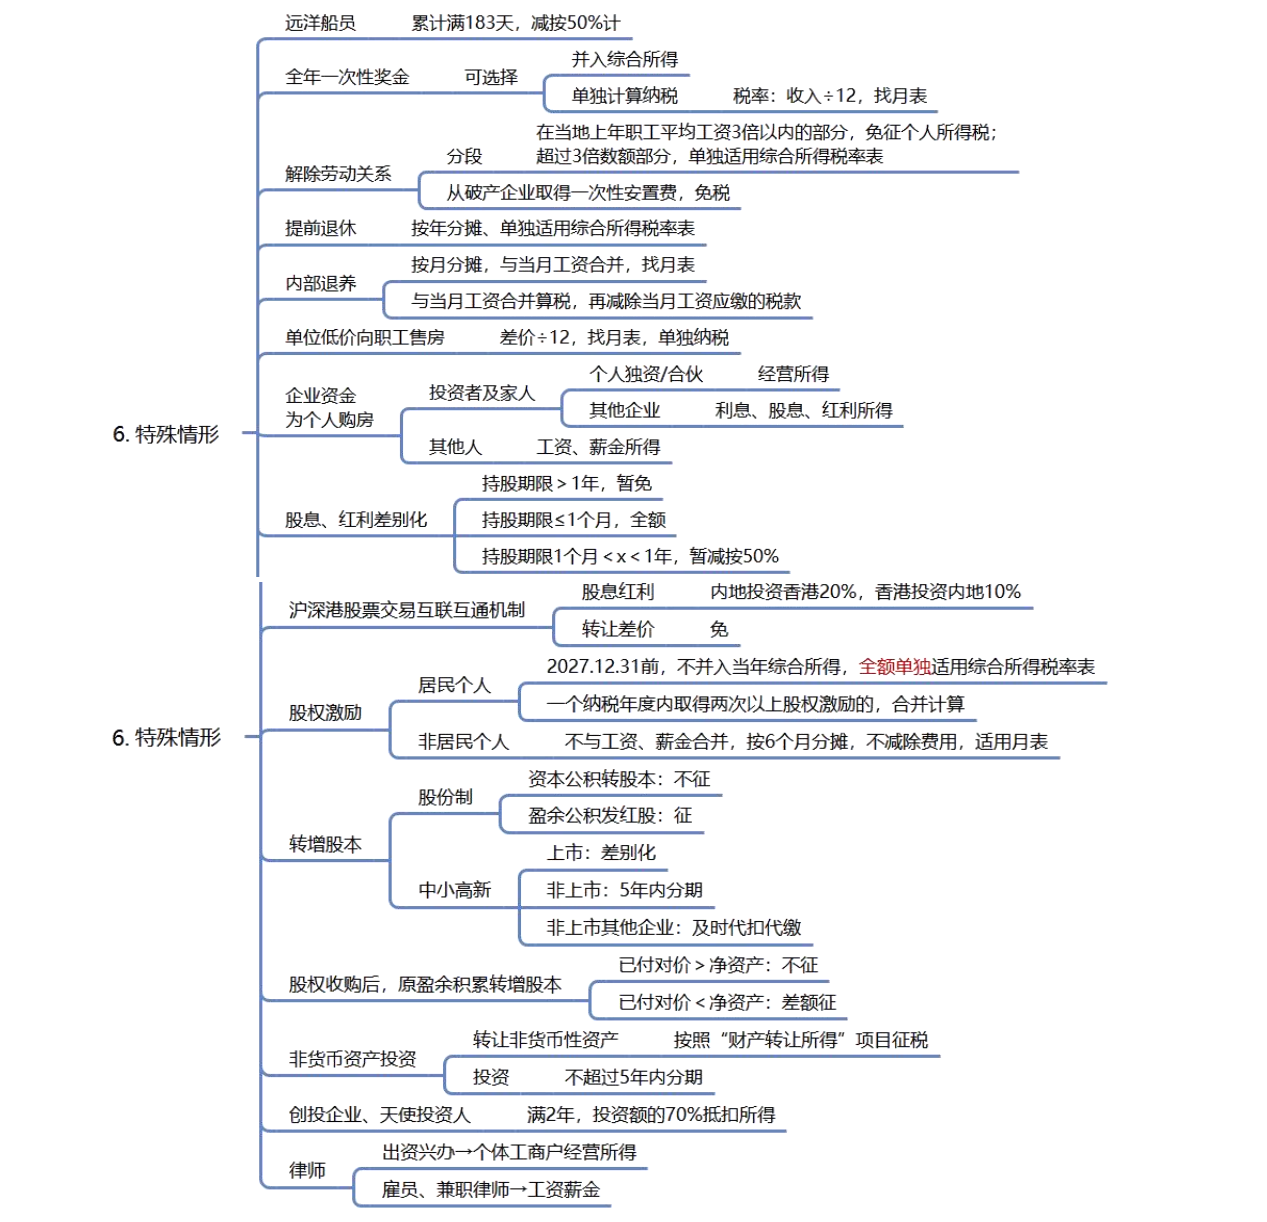 远洋船员 累计满183天，减按50%计
全年一次性奖金 可选择 并入综合所得
单独计算纳税 税率：收入÷12，找月表
解除劳动关系 分段 在当地上年职工平均工资3倍以内的部分，免征个人所得税；
超过3倍数额部分，单独适用综合所得税率表
从破产企业取得一次性安置费，免税
提前退休 按年分摊、单独适用综合所得税率表
内部退养 按月分摊，与当月工资合并，找月表
与当月工资合并算税，再减除当月工资应缴的税款
单位低价向职工售房 差价÷12，找月表，单独纳税
企业资金
为个人购房
投资者及家人 个人独资/合伙 经营所得
其他企业 利息、股息、红利所得
其他人 工资、薪金所得
6. 特殊情形
股息、红利差别化 持股期限＞1年，暂免
持股期限≤1个月，全额
持股期限1个月＜x＜1年，暂减按50%
沪深港股票交易互联互通机制 股息红利 内地投资香港20%，香港投资内地10%
转让差价 免
股权激励 居民个人 2027.12.31前，不并入当年综合所得，全额单独适用综合所得税率表
一个纳税年度内取得两次以上股权激励的，合并计算
非居民个人 不与工资、薪金合并，按6个月分摊，不减除费用，适用月表
6. 特殊情形
转增股本 股份制 资本公积转股本：不征
盈余公积发红股：征
中小高新 上市：差别化
非上市：5年内分期
非上市其他企业：及时代扣代缴
股权收购后，原盈余积累转增股本 已付对价＞净资产：不征
已付对价＜净资产：差额征
非货币资产投资 转让非货币性资产 按照“财产转让所得”项目征税
投资 不超过5年内分期
创投企业、天使投资人 满2年，投资额的70%抵扣所得
律师 出资兴办→个体工商户经营所得
雇员、兼职律师→工资薪金